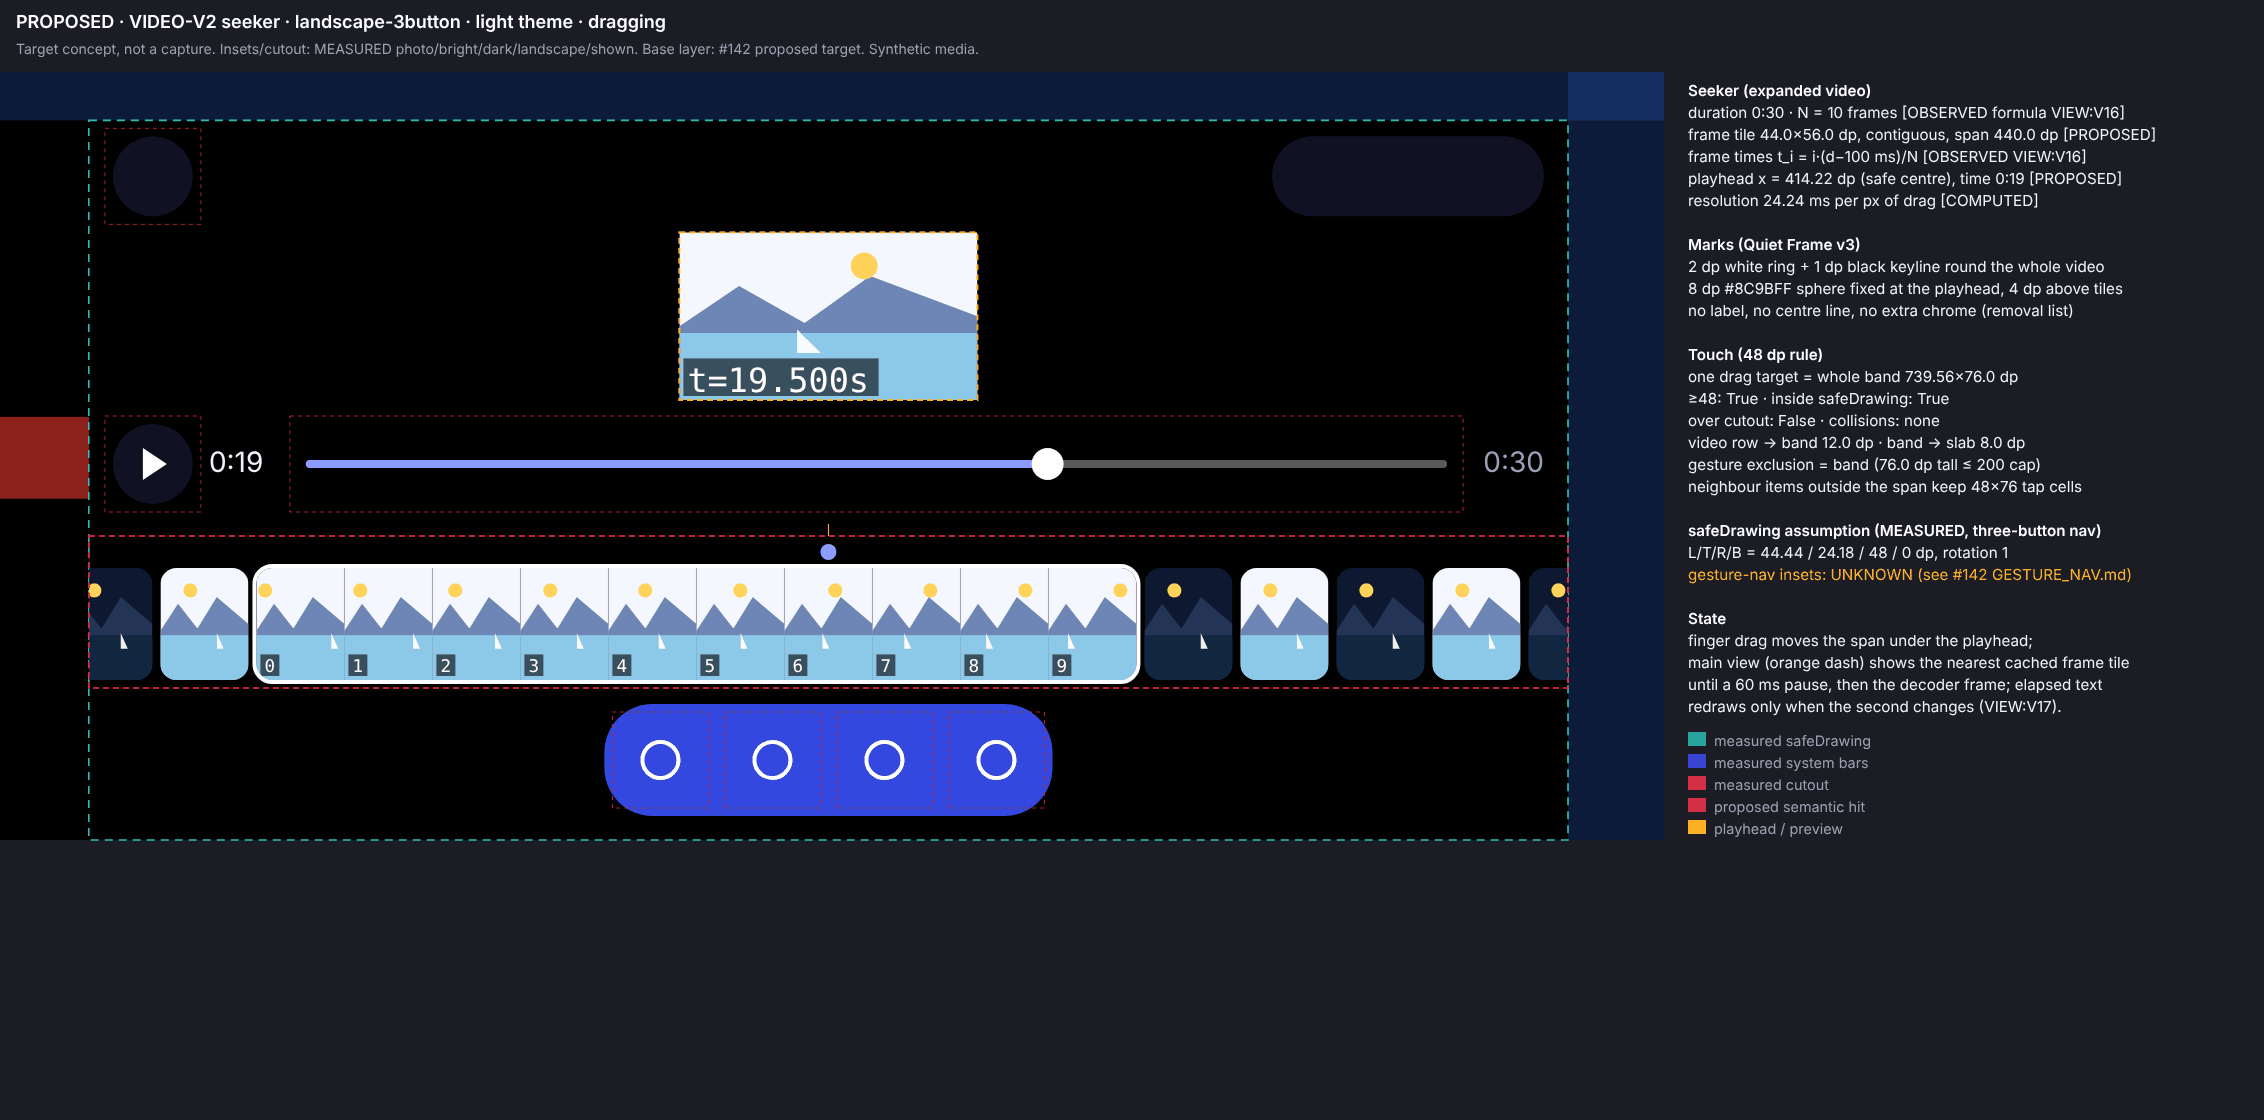 PROPOSED · VIDEO-V2 seeker · landscape-3button · light theme · dragging
Target concept, not a capture. Insets/cutout: MEASURED photo/bright/dark/landscape/shown. Base layer: #142 proposed target. Synthetic media.
t=19.500s
0:19
0:30
0
1
2
3
4
5
6
7
8
9
Seeker (expanded video)
duration 0:30 · N = 10 frames [OBSERVED formula VIEW:V16]
frame tile 44.0×56.0 dp, contiguous, span 440.0 dp [PROPOSED]
frame times t_i = i·(d−100 ms)/N [OBSERVED VIEW:V16]
playhead x = 414.22 dp (safe centre), time 0:19 [PROPOSED]
resolution 24.24 ms per px of drag [COMPUTED]
Marks (Quiet Frame v3)
2 dp white ring + 1 dp black keyline round the whole video
8 dp #8C9BFF sphere fixed at the playhead, 4 dp above tiles
no label, no centre line, no extra chrome (removal list)
Touch (48 dp rule)
one drag target = whole band 739.56×76.0 dp
≥48: True · inside safeDrawing: True
over cutout: False · collisions: none
video row → band 12.0 dp · band → slab 8.0 dp
gesture exclusion = band (76.0 dp tall ≤ 200 cap)
neighbour items outside the span keep 48×76 tap cells
safeDrawing assumption (MEASURED, three-button nav)
L/T/R/B = 44.44 / 24.18 / 48 / 0 dp, rotation 1
gesture-nav insets: UNKNOWN (see #142 GESTURE_NAV.md)
State
finger drag moves the span under the playhead;
main view (orange dash) shows the nearest cached frame tile
until a 60 ms pause, then the decoder frame; elapsed text
redraws only when the second changes (VIEW:V17).
measured safeDrawing
measured system bars
measured cutout
proposed semantic hit
playhead / preview